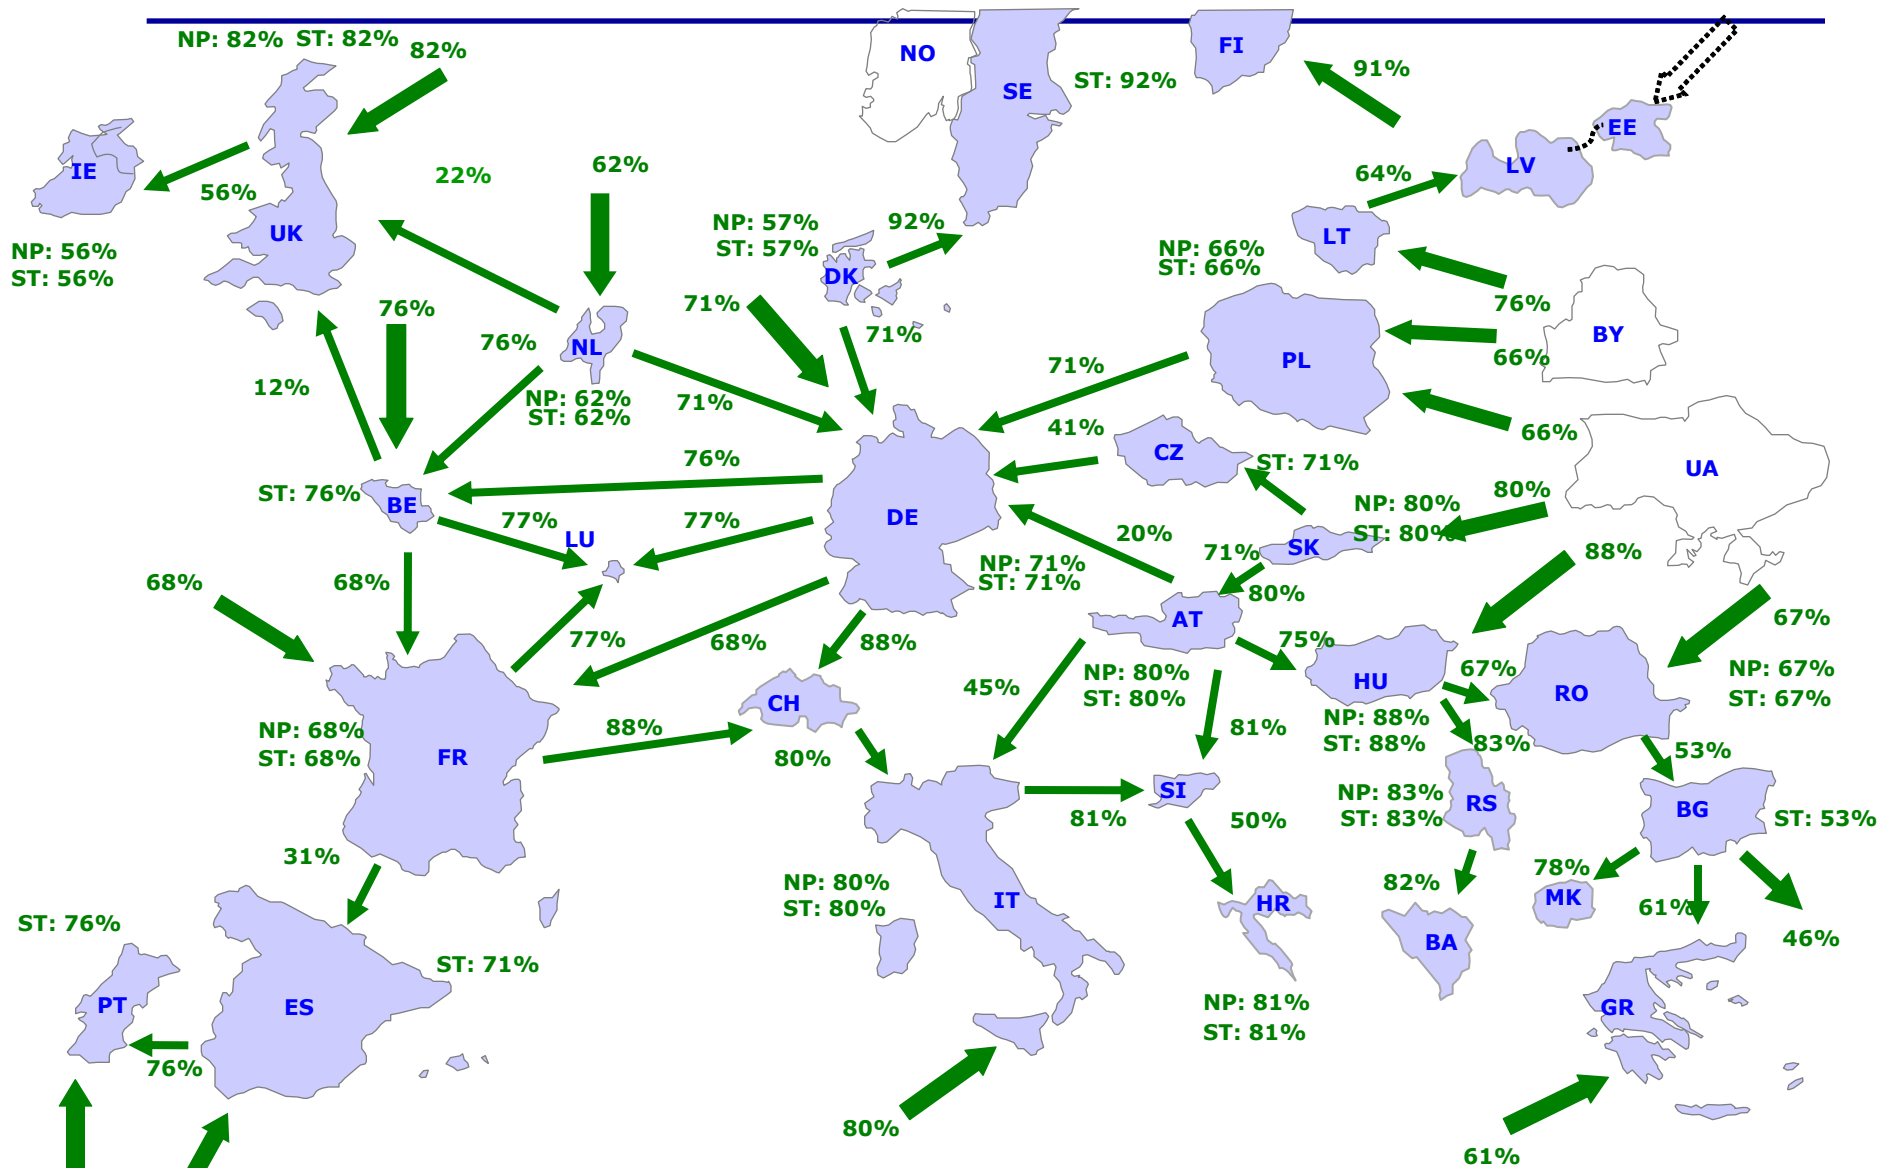 NP: 82% ST: 82%
82%
NO
SE
ST: 92%
FI
91%
EE
LV
64%
IE
56%
22%
62%
NP: 57%
ST: 57%
92%
UK
NP: 56%
ST: 56%
DK
NP: 66%
ST: 66%
LT
76%
BY
66%
76%
71%
71%
76%
NL
12%
NP: 62%
ST: 62%
71%
71%
PL
41%
66%
CZ
ST: 71%
UA
ST: 76%
BE
76%
77%
LU
77%
DE
20%
NP: 80%
ST: 80%
80%
SK
71%
88%
68%
68%
NP: 71%
ST: 71%
80%
AT
77%
68%
88%
75%
67%
NP: 80%
ST: 80%
45%
CH
HU
67%
RO
NP: 67%
ST: 67%
NP: 68%
ST: 68%
FR
88%
80%
81%
NP: 88%
ST: 88%
83%
53%
SI
81%
50%
NP: 83%
ST: 83%
RS
BG
ST: 53%
31%
NP: 80%
ST: 80%
IT
HR
82%
BA
78%
MK
61%
46%
ST: 76%
ST: 71%
PT
ES
76%
NP: 81%
ST: 81%
GR
80%
61%